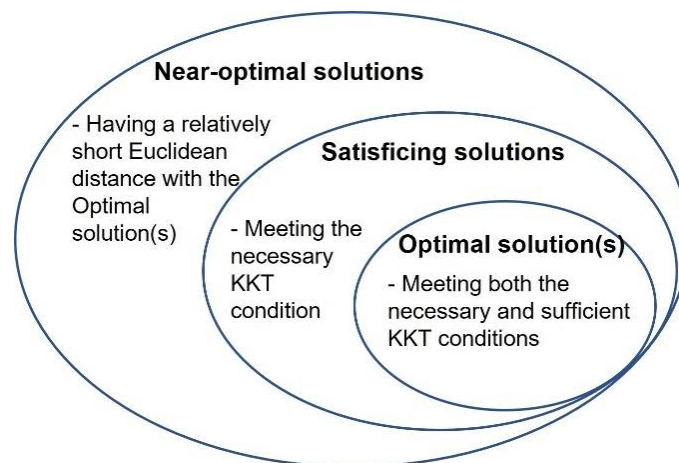 Near-optimal solutions
- Having a relatively
short Euclidean
distance with the
Optimal
solution(s)
Satisficing solutions
- Meeting the
necessary
KKT
condition
Optimal solution(s)
- Meeting both the
necessary and sufficient
KKT conditions